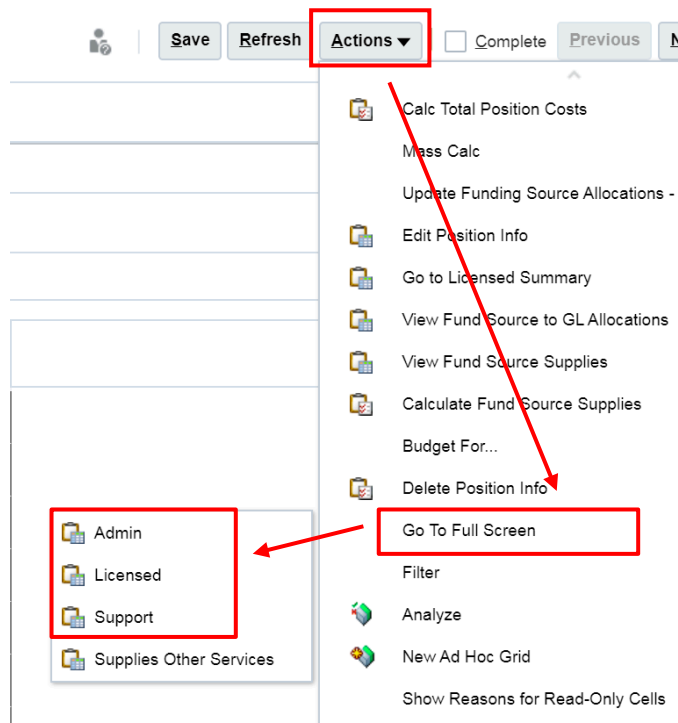 Save Refresh Actions Complete Previous
Calc Total Position Costs
Mass Calc
Update Funding Source Allocations -
Edit Position Info
Go to Licensed Summary
View Fund Source to GL Allocations
View Fund Source Supplies
Calculate Fund Source Supplies
Budget For...
Delete Position Info
Go To Full Screen
Filter
Analyze
New Ad Hoc Grid
Show Reasons for Read-Only Cells
Admin
Licensed
Support
Supplies Other Services